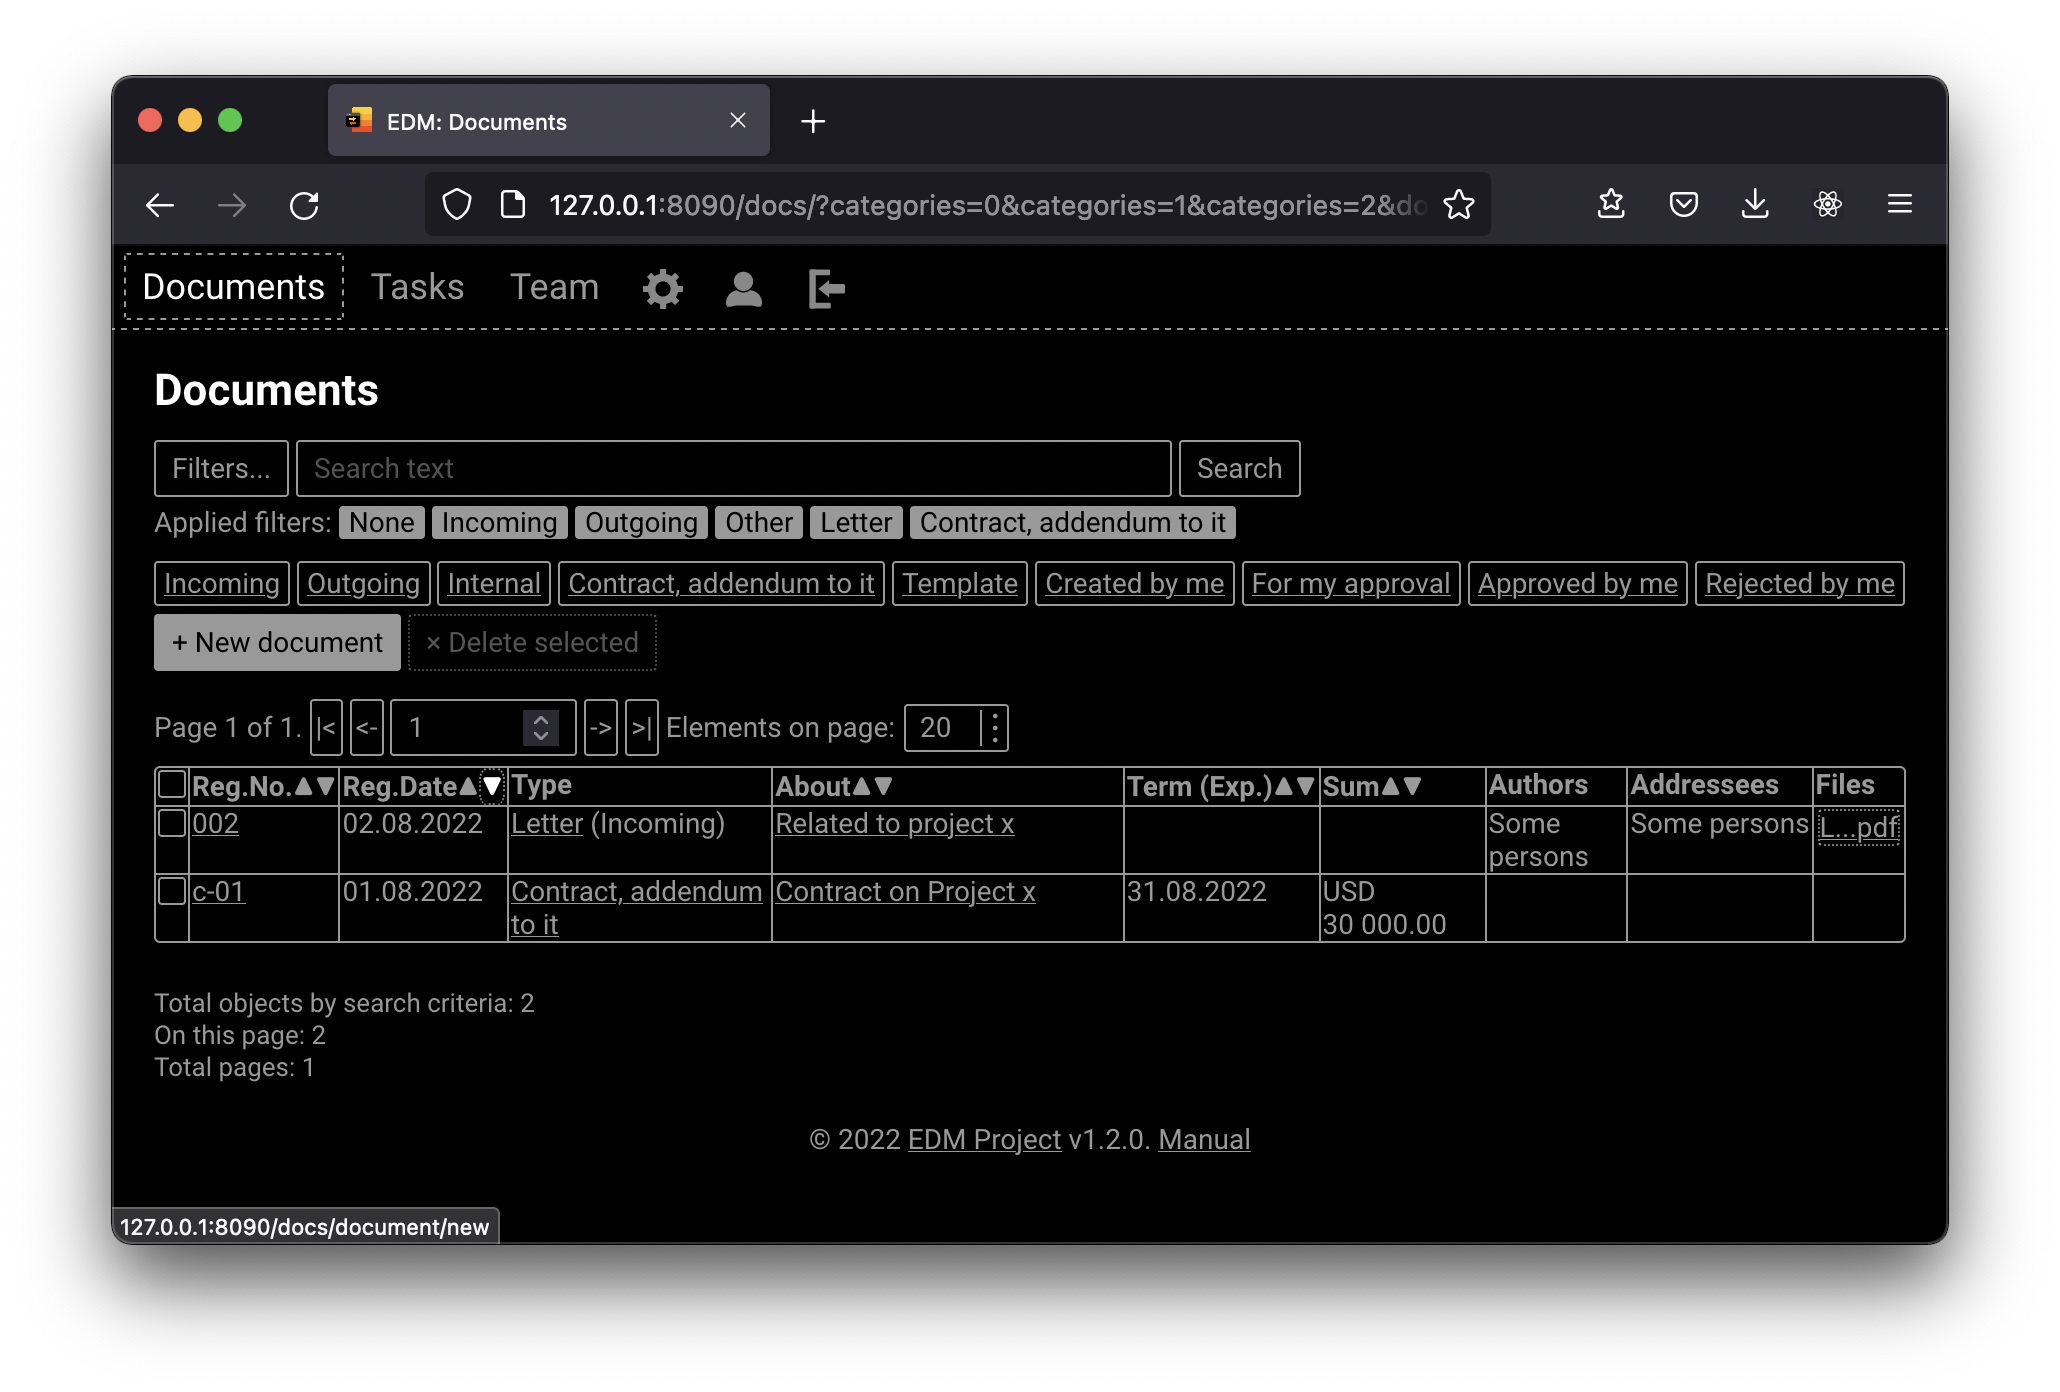 EDM: Documents
127.0.0.1:8090/docs/?categories=0&categories=1&categories=2&do
Documents Tasks Team
Documents
Filters... Search text Search
Applied filters: None Incoming Outgoing Other Letter Contract, addendum to it
Incoming Outgoing Internal Contract, addendum to it Template Created by me For my approval Approved by me Rejected by me
+ New document × Delete selected
Page 1 of 1. |< <- 1 -> >| Elements on page: 20
Reg.No.▲▼ Reg.Date▲▼ Type About▲▼ Term (Exp.)▲▼ Sum▲▼ Authors Addressees Files
002 02.08.2022 Letter (Incoming) Related to project x Some persons Some persons L...pdf
c-01 01.08.2022 Contract, addendum to it Contract on Project x 31.08.2022 USD 30 000.00
Total objects by search criteria: 2
On this page: 2
Total pages: 1
© 2022 EDM Project v1.2.0. Manual
127.0.0.1:8090/docs/document/new